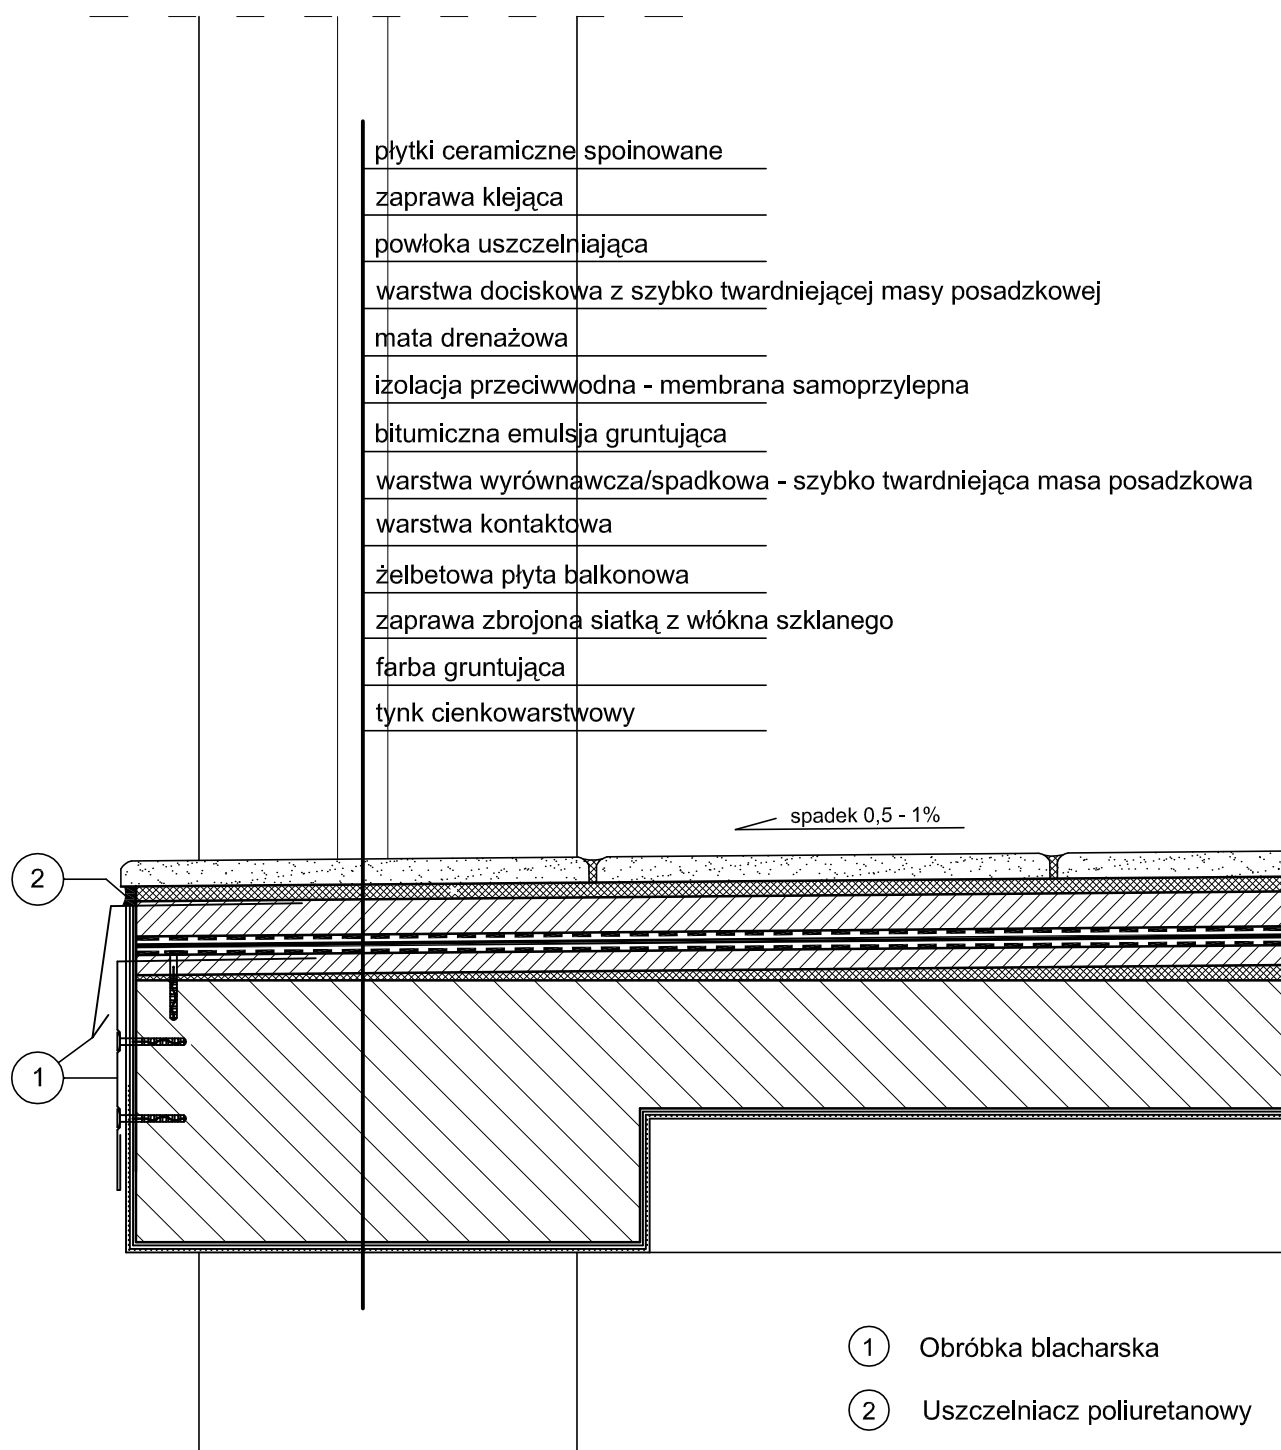 płytki ceramiczne spoinowane
zaprawa klejąca
powłoka uszczelniająca
warstwa dociskowa z szybko twardniejącej masy posadzkowej
mata drenażowa
izolacja przeciwwodna - membrana samoprzylepna
bitumiczna emulsja gruntująca
warstwa wyrównawcza/spadkowa - szybko twardniejąca masa posadzkowa
warstwa kontaktowa
żelbetowa płyta balkonowa
zaprawa zbrojona siatką z włókna szklanego
farba gruntująca
tynk cienkowarstwowy
spadek 0,5 - 1%
2
1
1 Obróbka blacharska
2 Uszczelniacz poliuretanowy